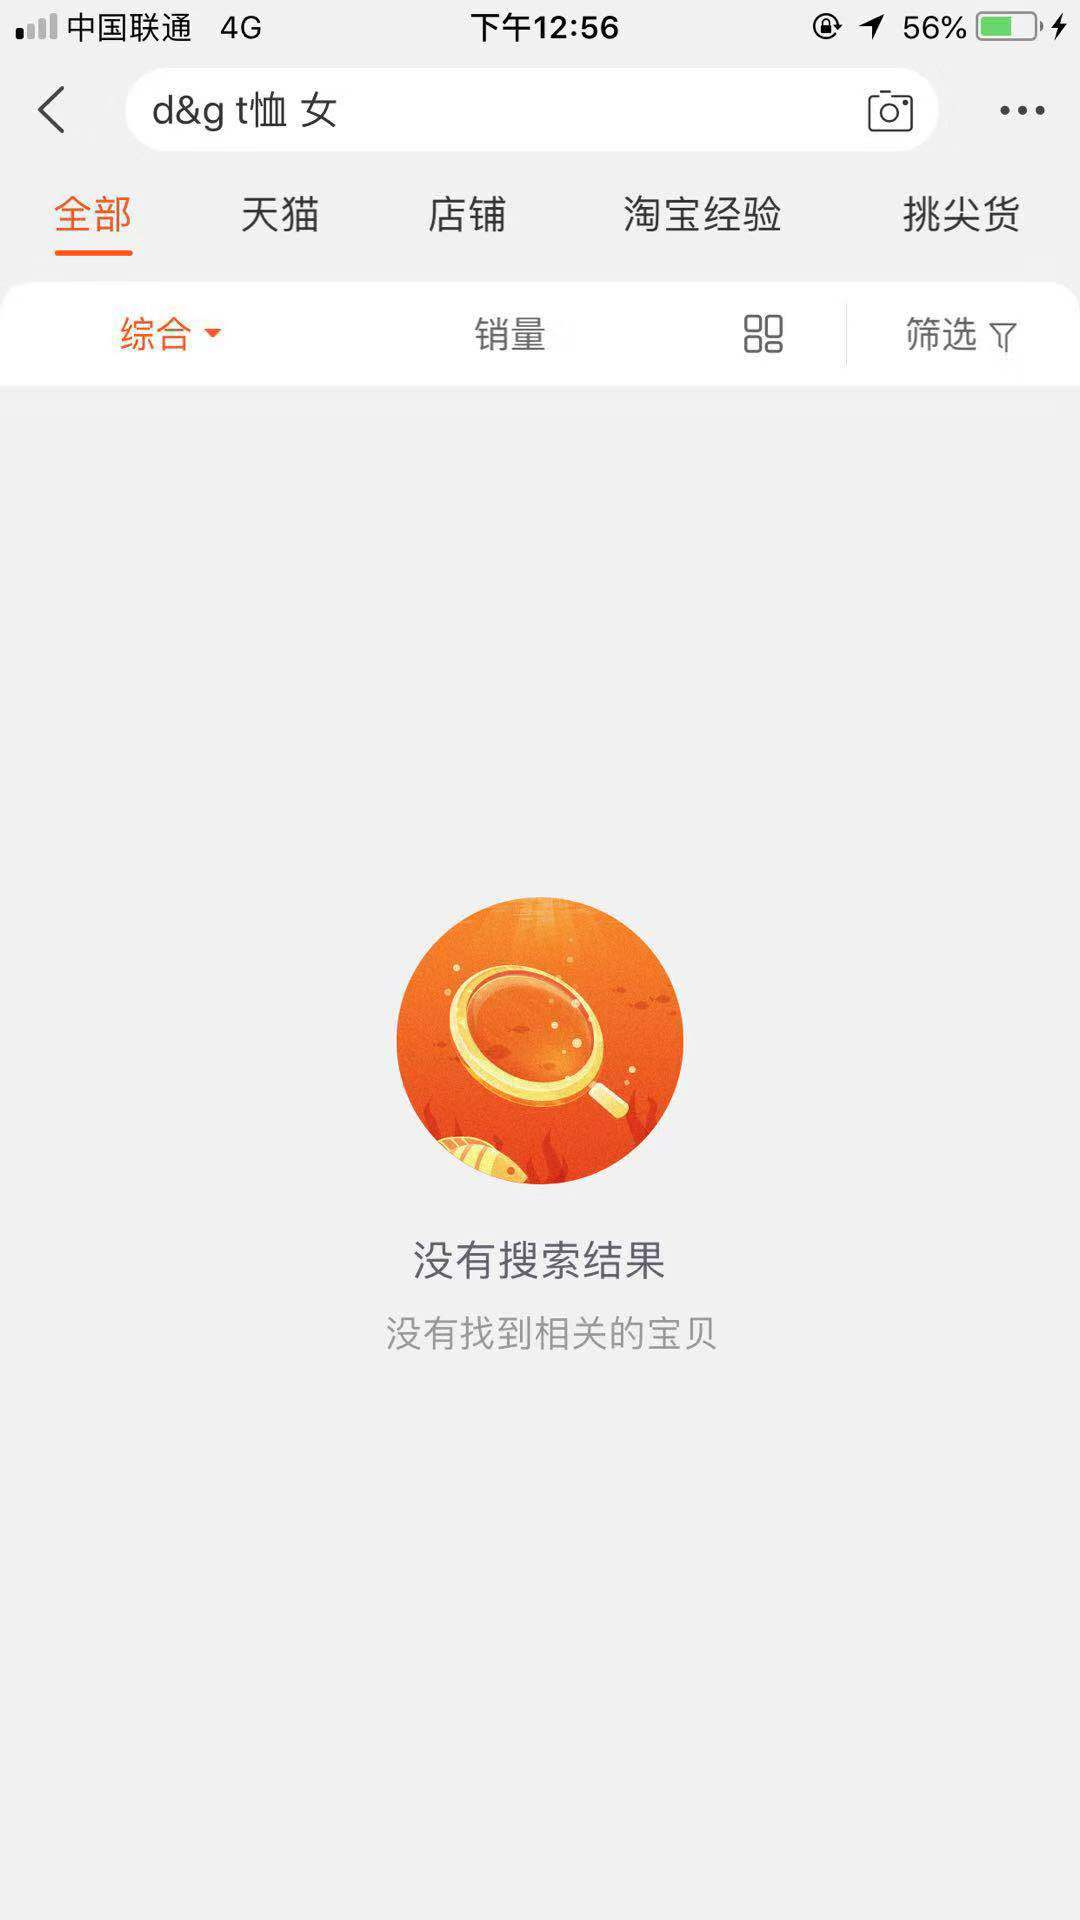 中国联通 4G 下午12:56 56%
d&g t恤 女
全部 天猫 店铺 淘宝经验 挑尖货
综合 销量 筛选
没有搜索结果
没有找到相关的宝贝